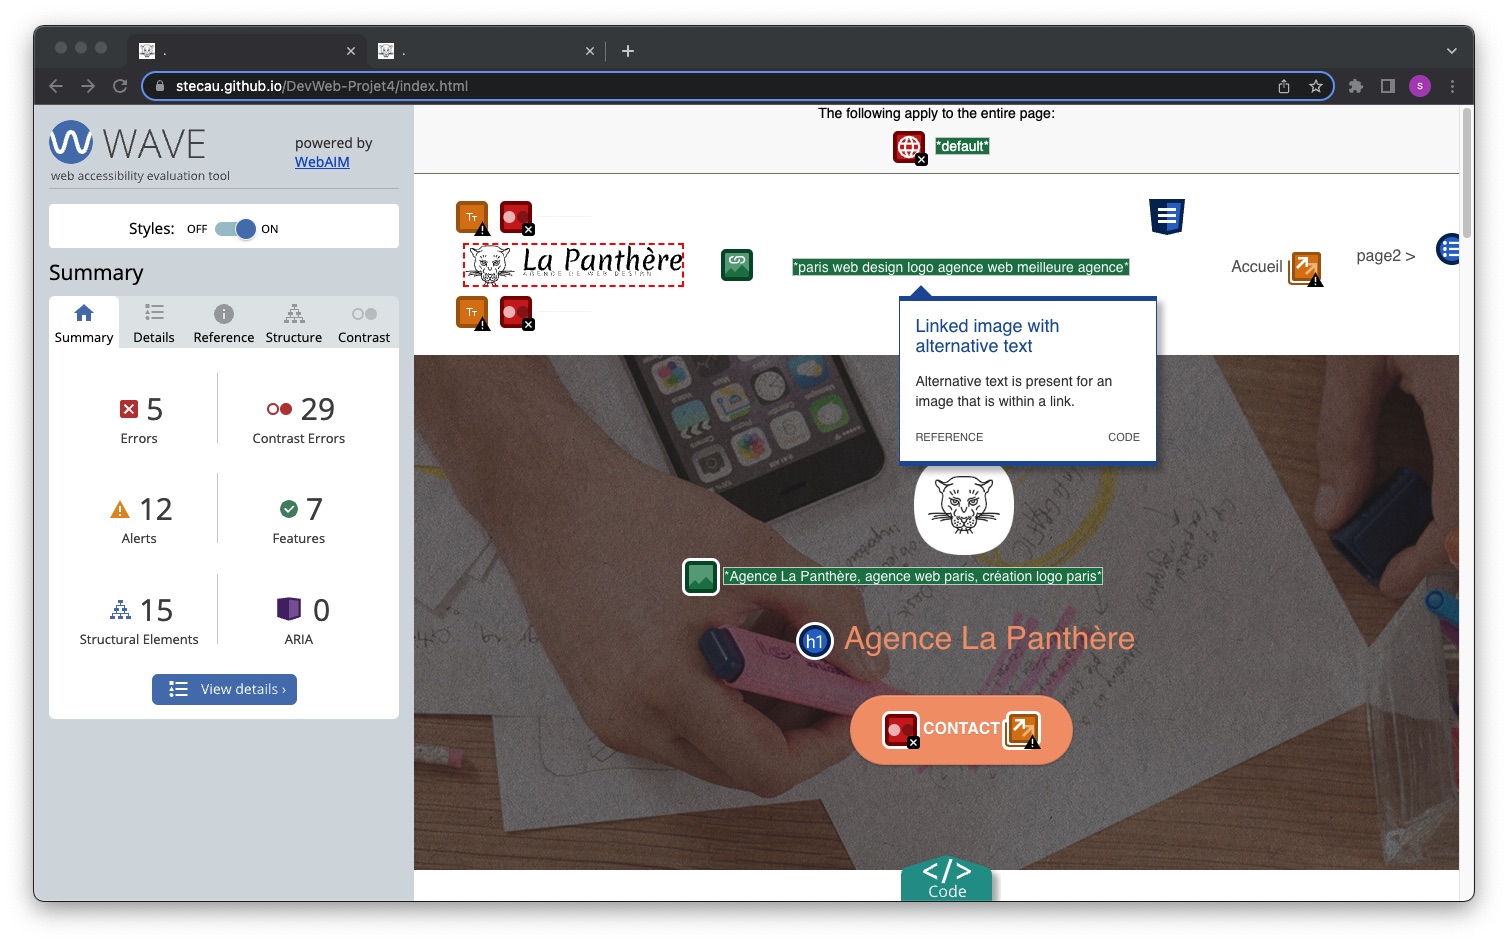 .
.
stecau.github.io/DevWeb-Projet4/index.html
S
WAVE
web accessibility evaluation tool
powered by
WebAIM
Styles: OFF ON
Summary
Summary Details Reference Structure Contrast
5 29
Errors Contrast Errors
12 7
Alerts Features
15 0
Structural Elements ARIA
View details ›
The following apply to the entire page:
*default*
TT
La Panthère
AGENCE DE WEB DESIGN
*paris web design logo agence web meilleure agence*
Accueil
page2 >
TT
Linked image with
alternative text
Alternative text is present for an
image that is within a link.
REFERENCE CODE
*Agence La Panthère, agence web paris, création logo paris*
h1 Agence La Panthère
CONTACT
</>
Code